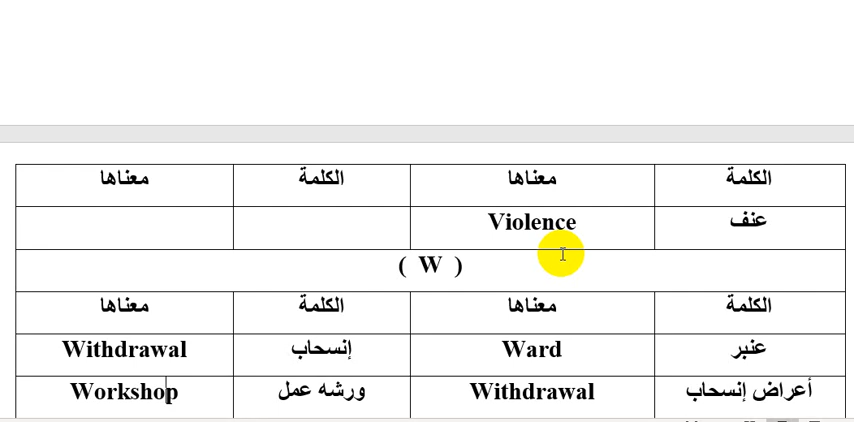 الكلمة معناها الكلمة معناها
عنف Violence
( W )
الكلمة معناها الكلمة معناها
عنبر Ward إنسحاب Withdrawal
أعراض إنسحاب Withdrawal ورشه عمل Workshop